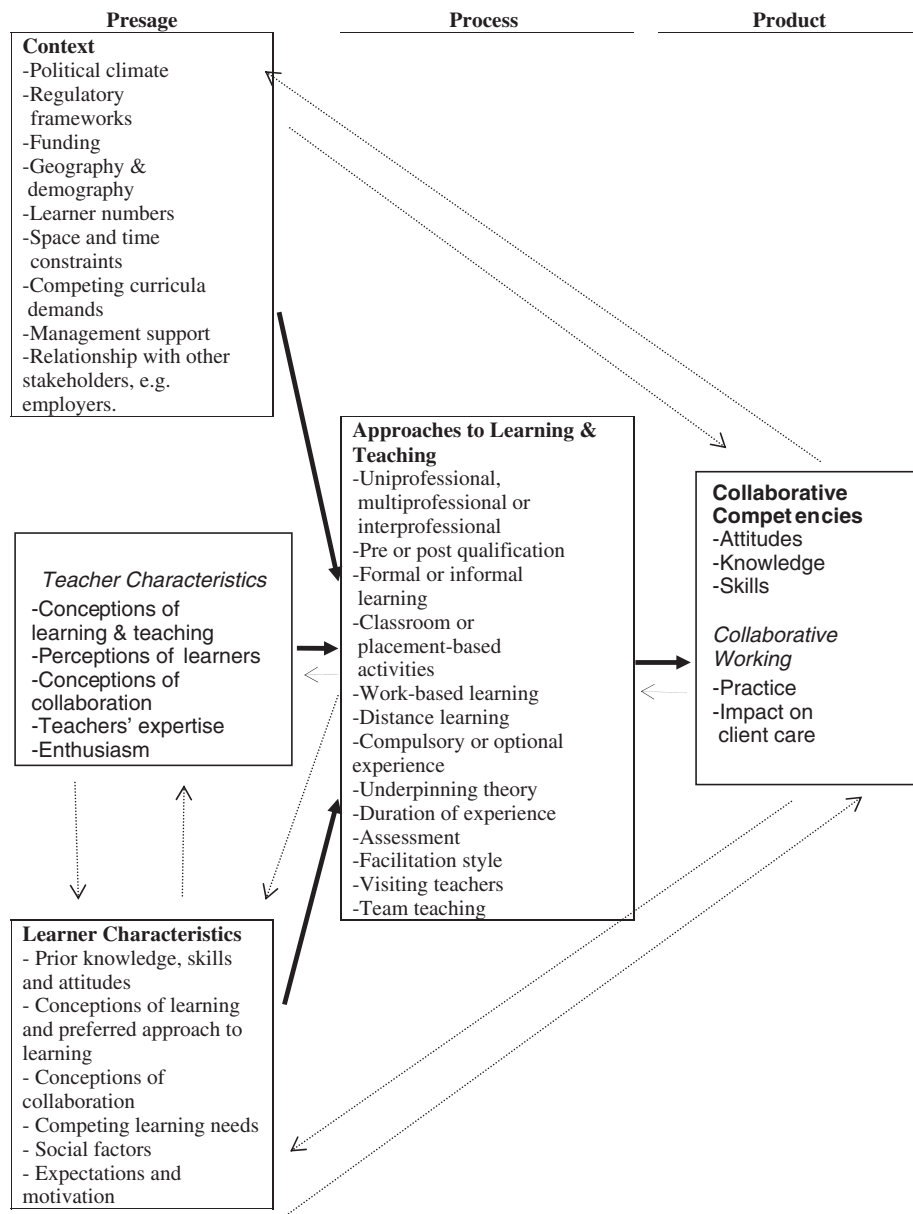 Presage
Process
Product
Context
-Political climate
-Regulatory
frameworks
-Funding
-Geography &
demography
-Learner numbers
-Space and time
constraints
-Competing curricula
demands
-Management support
-Relationship with other
stakeholders, e.g.
employers.
Teacher Characteristics
-Conceptions of
learning & teaching
-Perceptions of learners
-Conceptions of
collaboration
-Teachers’ expertise
-Enthusiasm
Learner Characteristics
- Prior knowledge, skills
and attitudes
- Conceptions of learning
and preferred approach to
learning
- Conceptions of
collaboration
- Competing learning needs
- Social factors
- Expectations and
motivation
Approaches to Learning &
Teaching
-Uniprofessional,
multiprofessional or
interprofessional
-Pre or post qualification
-Formal or informal
learning
-Classroom or
placement-based
activities
-Work-based learning
-Distance learning
-Compulsory or optional
experience
-Underpinning theory
-Duration of experience
-Assessment
-Facilitation style
-Visiting teachers
-Team teaching
Collaborative
Competencies
-Attitudes
-Knowledge
-Skills
Collaborative
Working
-Practice
-Impact on
client care